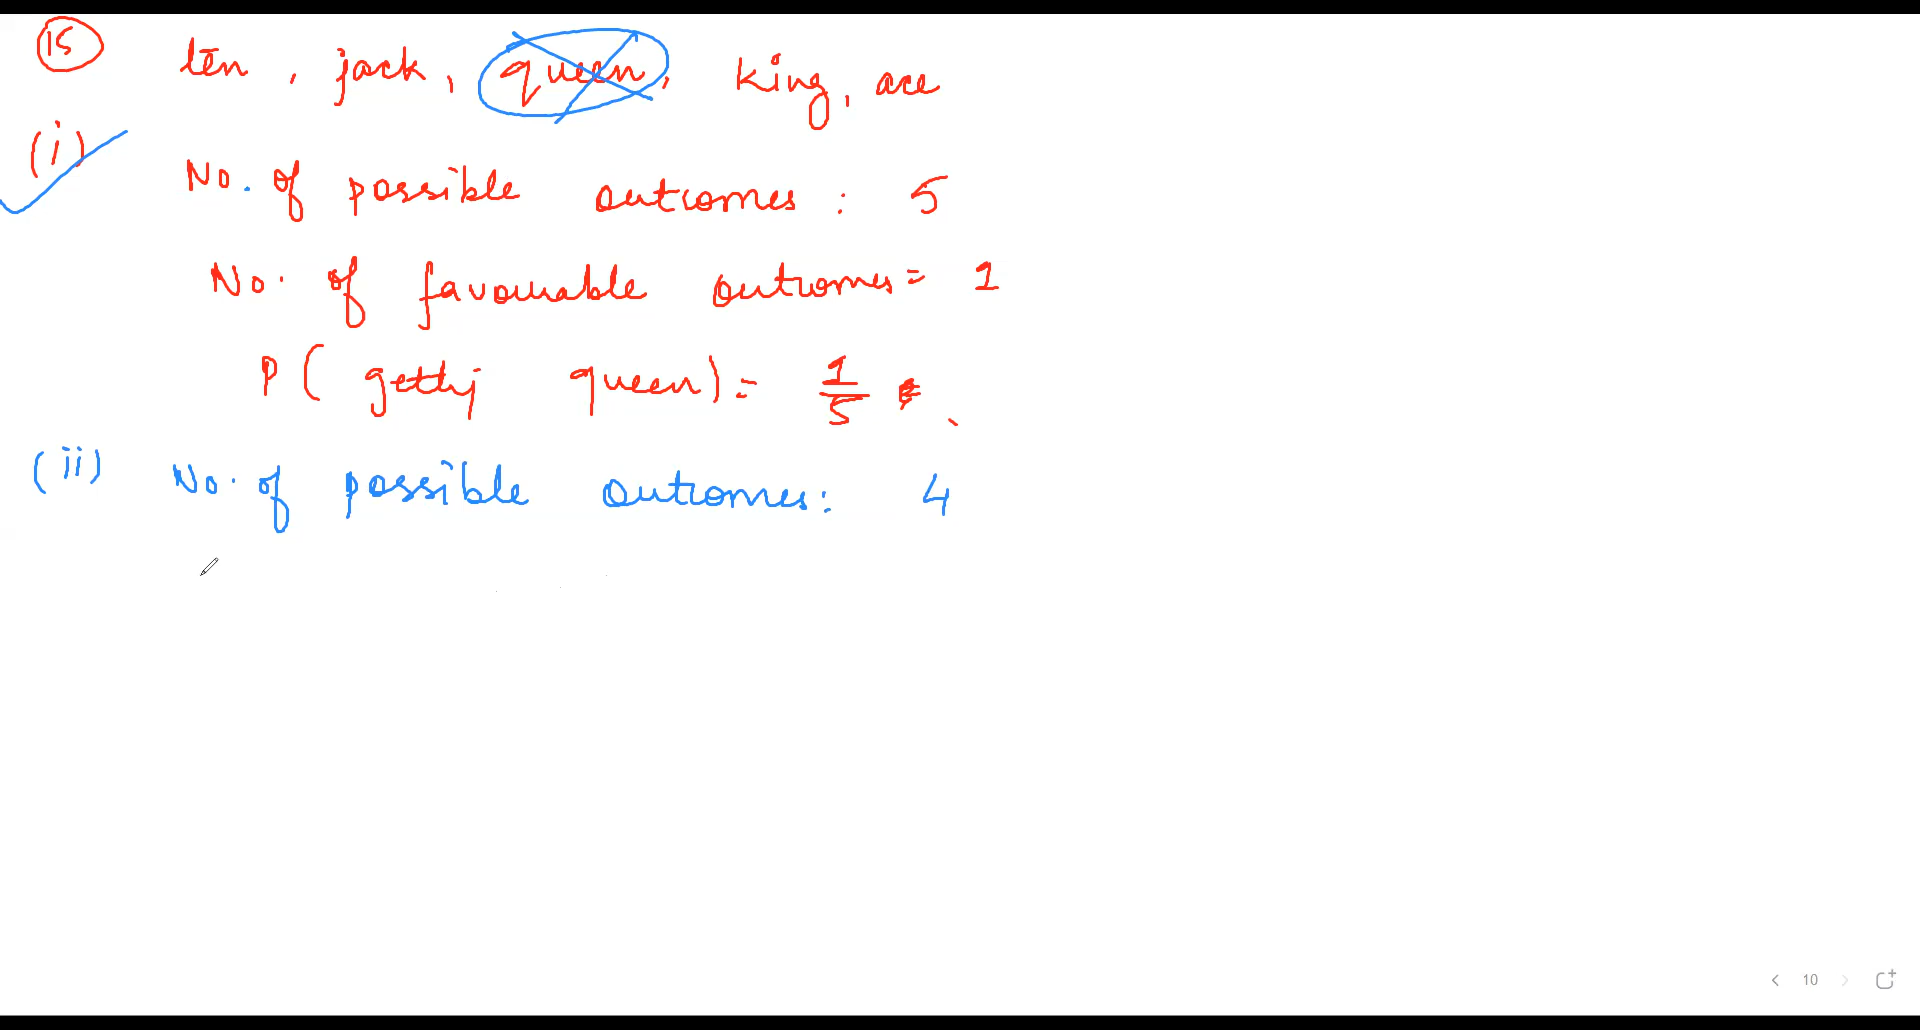 15 ten, jack, queen, king, ace
(i)
No. of possible outcomes: 5
No. of favourable outcomes = 1
P( getting queen) = 1/5
(ii) No. of possible outcomes: 4
10